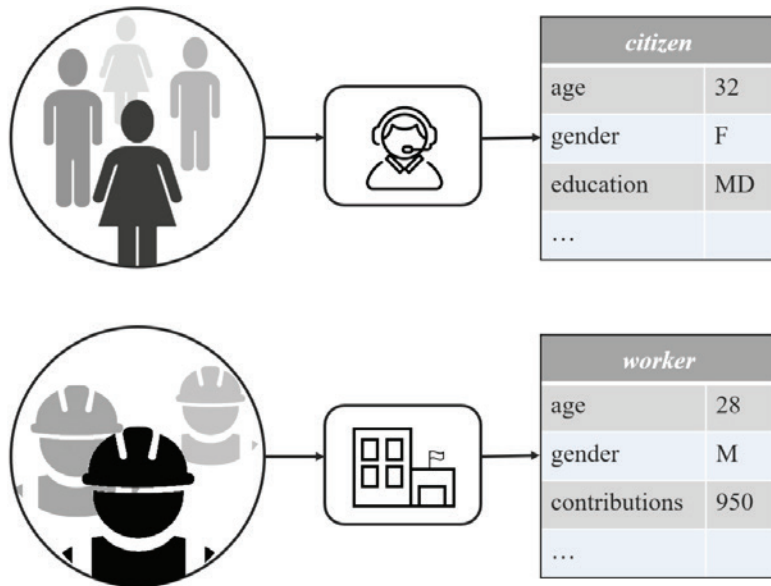 citizen
age 32
gender F
education MD
…
worker
age 28
gender M
contributions 950
…